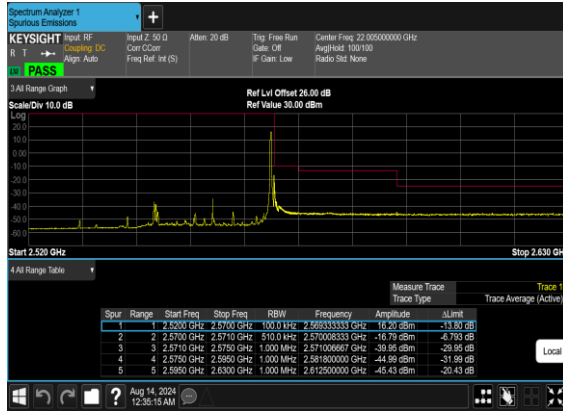 Spectrum Analyzer 1
Spurious Emissions
+
KEYSIGHT Input: RF Input Z: 50 Ω Atten: 20 dB Trig: Free Run Center Freq: 22.005000000 GHz
R T Coupling: DC Corr CCorr Gate: Off Avg|Hold: 100/100
Align: Auto Freq Ref: Int (S) IF Gain: Low Radio Std: None
PASS
3 All Range Graph
Ref Lvl Offset 26.00 dB
Scale/Div 10.0 dB Ref Value 30.00 dBm
Log
20.0
10.0
0.00
-10.0
-20.0
-30.0
-40.0
-50.0
-60.0
Start 2.520 GHz Stop 2.630 GH
4 All Range Table
Measure Trace Trace 1
Trace Type Trace Average (Active)
Spur Range Start Freq Stop Freq RBW Frequency Amplitude ΔLimit
1 1 2.5200 GHz 2.5700 GHz 100.0 kHz 2.569333333 GHz 16.20 dBm -13.80 dB
2 2 2.5700 GHz 2.5710 GHz 510.0 kHz 2.570008333 GHz -16.79 dBm -6.793 dB
3 3 2.5710 GHz 2.5750 GHz 1.000 MHz 2.571006667 GHz -39.95 dBm -29.95 dB
4 4 2.5750 GHz 2.5950 GHz 1.000 MHz 2.581800000 GHz -44.99 dBm -31.99 dB
5 5 2.5950 GHz 2.6300 GHz 1.000 MHz 2.612500000 GHz -45.43 dBm -20.43 dB
Local
? Aug 14, 2024
12:35:15 AM